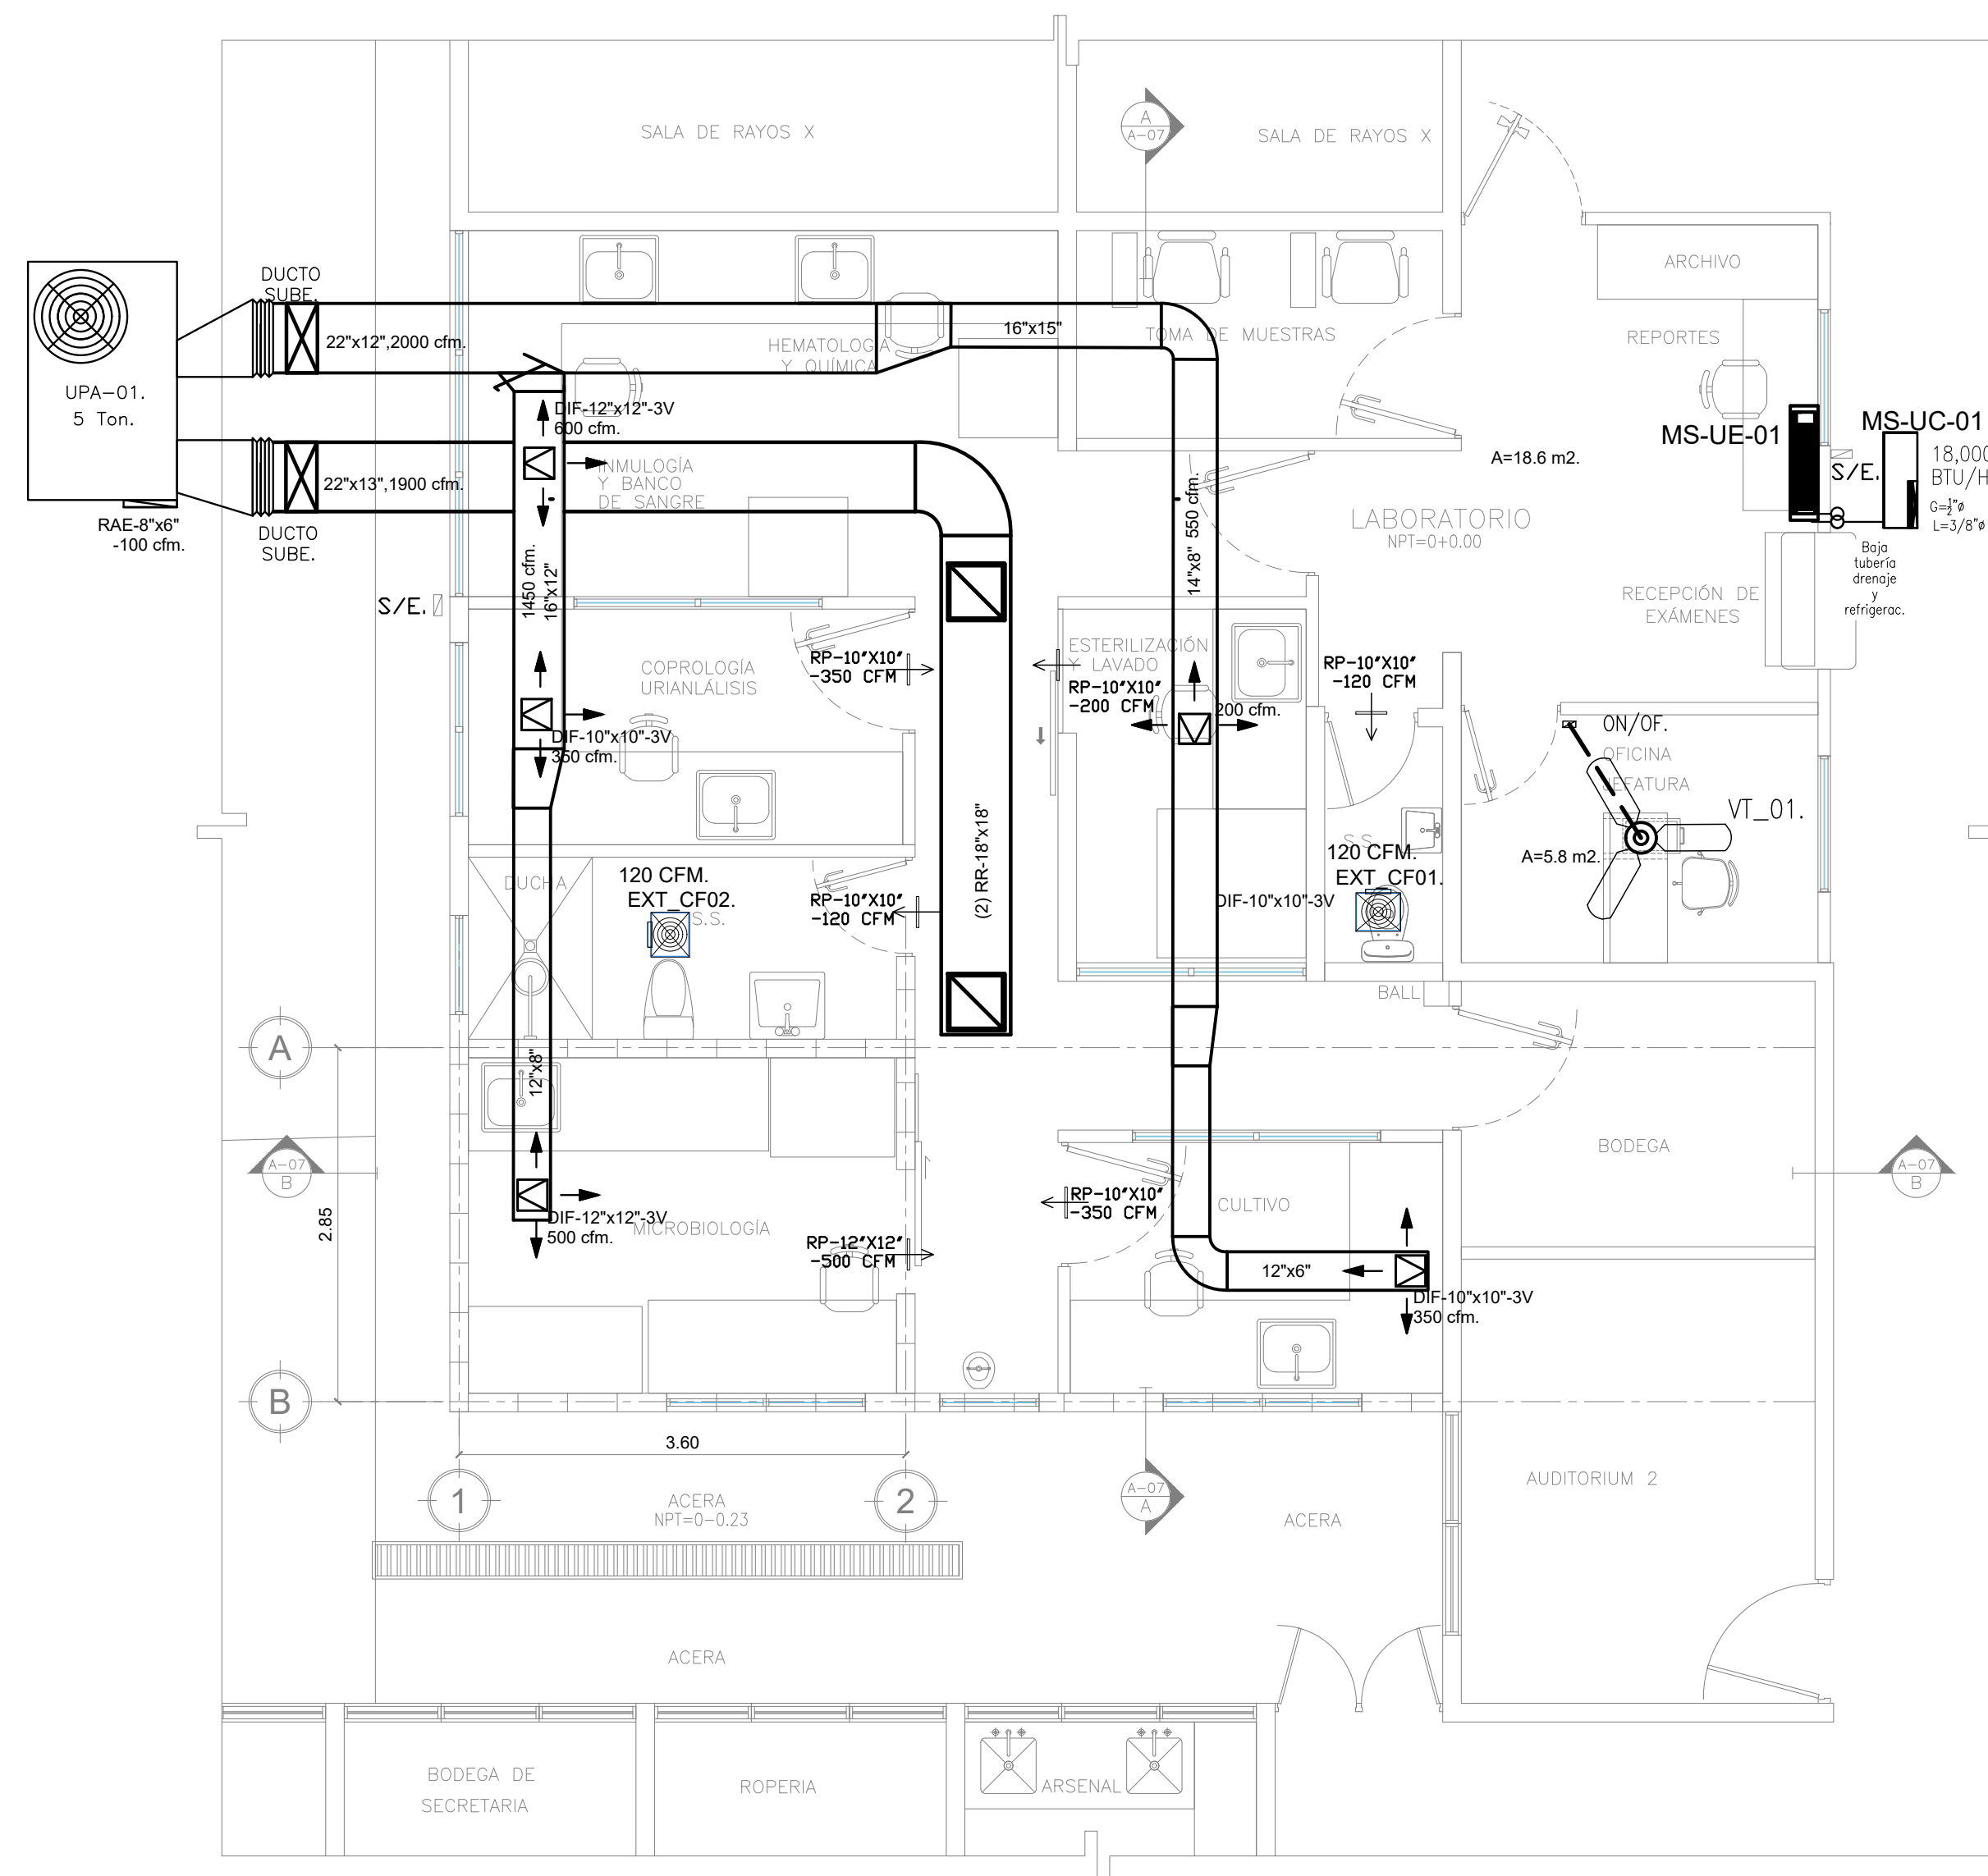 SALA DE RAYOS X
SALA DE RAYOS X
A
A-07
DUCTO
SUBE.
ARCHIVO
22"x12",2000 cfm.
HEMATOLOGÍA
Y QUÍMICA
16"x15"
TOMA DE MUESTRAS
REPORTES
UPA-01.
5 Ton.
DIF-12"x12"-3V
600 cfm.
MS-UE-01
MS-UC-01
18,000
BTU/H
G=½"ø
L=3/8"ø
S/E.
A=18.6 m2.
22"x13",1900 cfm.
INMULOGÍA
Y BANCO
DE SANGRE
RAE-8"x6"
-100 cfm.
DUCTO
SUBE.
LABORATORIO
NPT=0+0.00
14"x8" 550 cfm.
Baja
tubería
drenaje
y
refrigerac.
1450 cfm.
16"x12"
S/E.
RECEPCIÓN DE
EXÁMENES
COPROLOGÍA
URIANLÁLISIS
RP-10"X10"
-350 CFM
ESTERILIZACIÓN
Y LAVADO
RP-10"X10"
-200 CFM
RP-10"X10"
-120 CFM
200 cfm.
ON/OF.
OFICINA
JEFATURA
VT_01.
A=5.8 m2.
DIF-10"x10"-3V
350 cfm.
(2) RR-18"x18"
S.S.
120 CFM.
EXT_CF01.
DUCHA
120 CFM.
EXT_CF02.
S.S.
RP-10"X10"
-120 CFM
DIF-10"x10"-3V
BALL
A
12"x8"
A-07
B
BODEGA
A-07
B
2.85
DIF-12"x12"-3V
500 cfm.
MICROBIOLOGÍA
RP-10"X10"
-350 CFM
CULTIVO
RP-12"X12"
-500 CFM
12"x6"
DIF-10"x10"-3V
350 cfm.
B
3.60
1
2
ACERA
NPT=0-0.23
A-07
A
ACERA
AUDITORIUM 2
ACERA
BODEGA DE
SECRETARIA
ROPERIA
ARSENAL